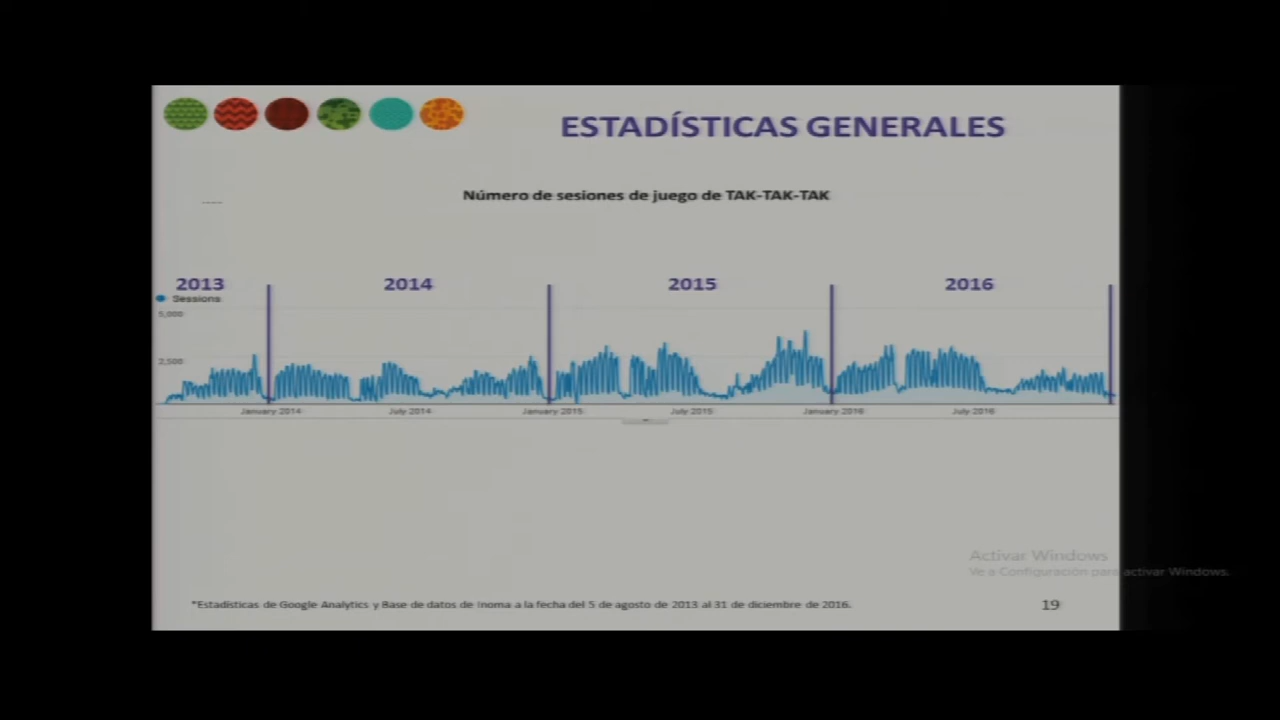 ESTADÍSTICAS GENERALES
Número de sesiones de juego de TAK-TAK-TAK
2013 2014 2015 2016
Sessions
5,000
2,500
January 2014 July 2014 January 2015 July 2015 January 2016 July 2016
Activar Windows
Ve a Configuración para activar Windows.
*Estadísticas de Google Analytics y Base de datos de Inoma a la fecha del 5 de agosto de 2013 al 31 de diciembre de 2016.
19